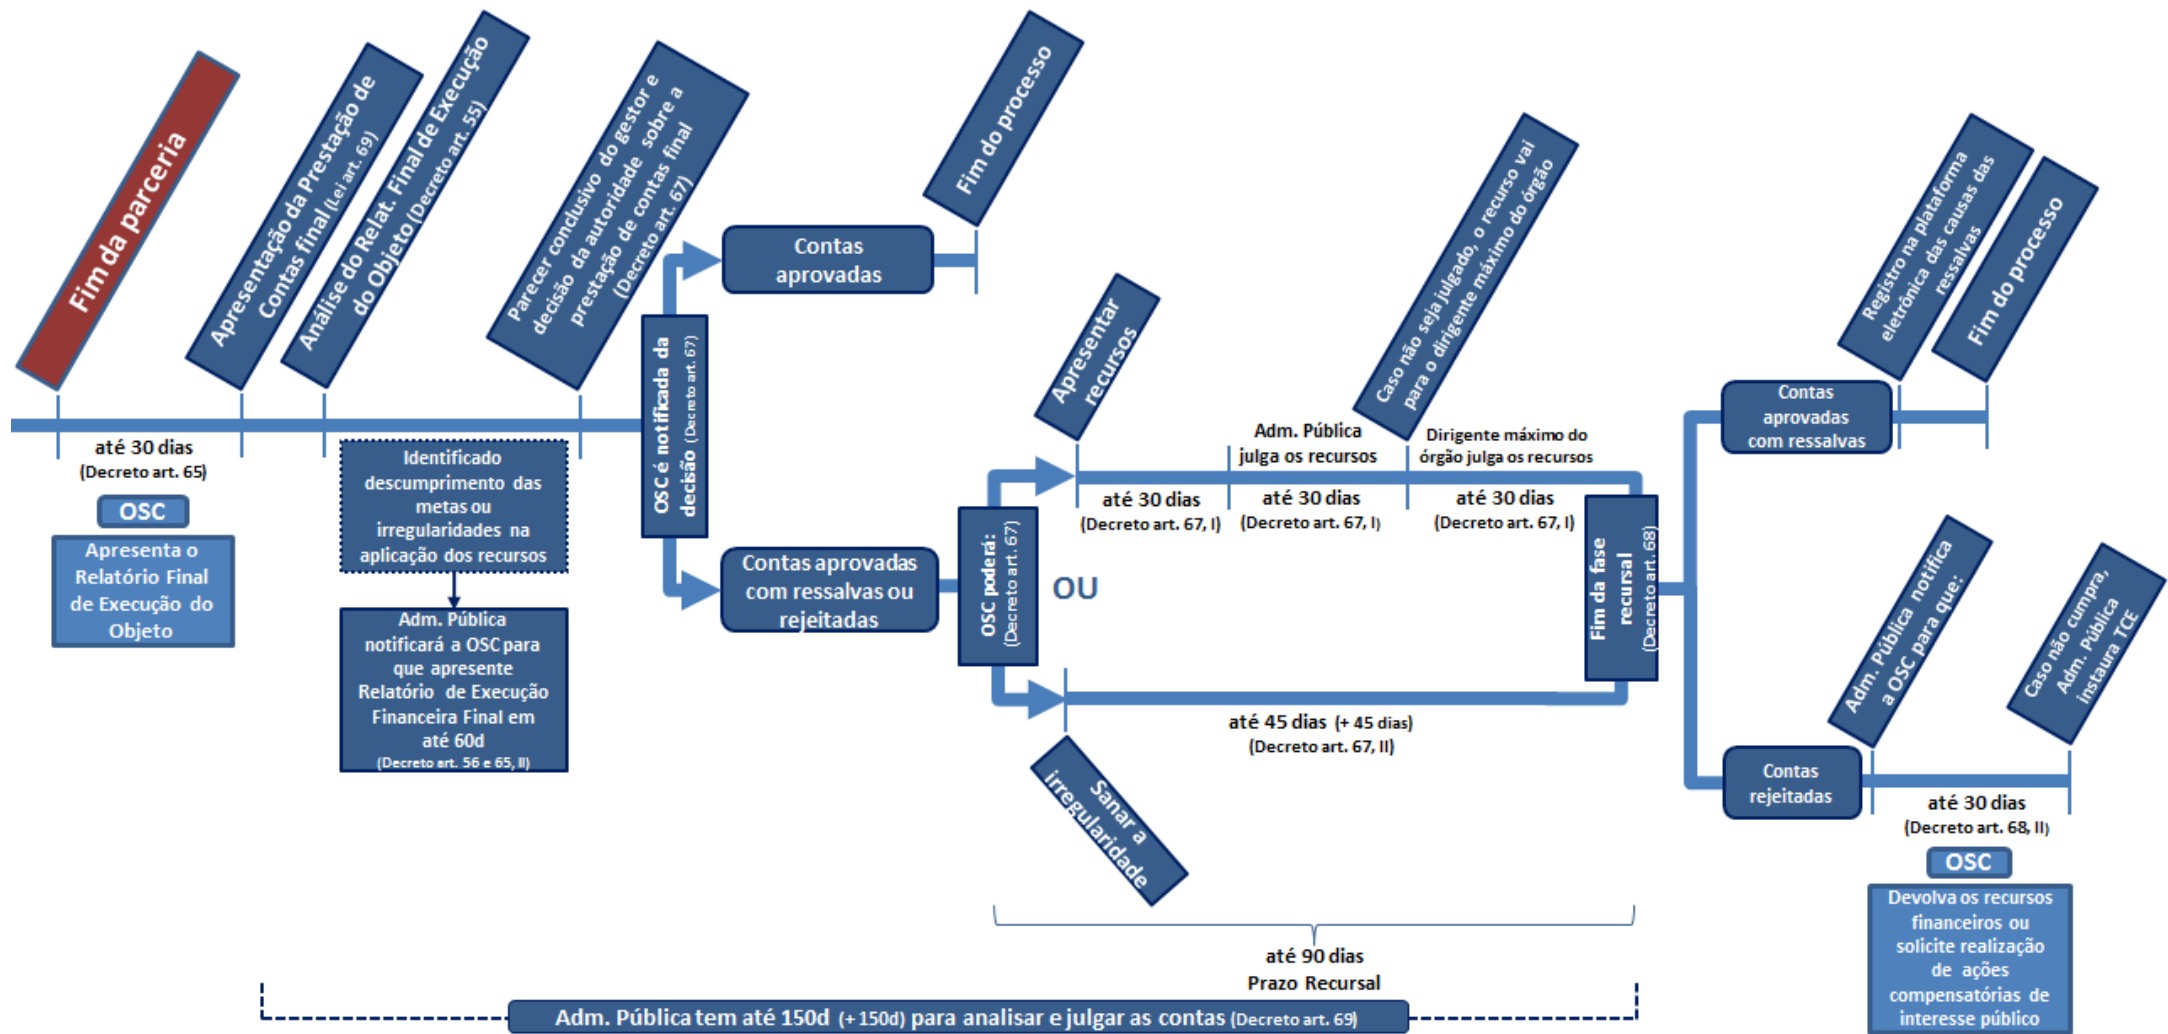 Fim da parceria
Apresentação da Prestação de
Contas final (Lei art. 69)
Análise do Relat. Final de Execução
do Objeto (Decreto art. 55)
Parecer conclusivo do gestor e
decisão da autoridade sobre a
prestação de contas final
(Decreto art. 67)
até 30 dias
(Decreto art. 65)
OSC
Apresenta o
Relatório Final
de Execução do
Objeto
Identificado
descumprimento das
metas ou
irregularidades na
aplicação dos recursos
Adm. Pública
notificará a OSC para
que apresente
Relatório de Execução
Financeira Final em
até 60d
(Decreto art. 56 e 65, II)
OSC é notificada da
decisão (Decreto art. 67)
Contas
aprovadas
Fim do processo
Contas aprovadas
com ressalvas ou
rejeitadas
OSC poderá:
(Decreto art. 67)
OU
Apresentar
recursos
até 30 dias
(Decreto art. 67, I)
Adm. Pública
julga os recursos
até 30 dias
(Decreto art. 67, I)
Caso não seja julgado, o recurso vai
para o dirigente máximo do órgão
Dirigente máximo do
órgão julga os recursos
até 30 dias
(Decreto art. 67, I)
Sanar a
irregularidade
até 45 dias (+ 45 dias)
(Decreto art. 67, II)
Fim da fase
recursal
(Decreto art. 68)
até 90 dias
Prazo Recursal
Adm. Pública tem até 150d (+ 150d) para analisar e julgar as contas (Decreto art. 69)
Contas
aprovadas
com ressalvas
Registro na plataforma
eletrônica das causas das
ressalvas
Fim do processo
Contas
rejeitadas
Adm. Pública notifica
a OSC para que:
Caso não cumpra,
Adm. Pública
instaura TCE
até 30 dias
(Decreto art. 68, II)
OSC
Devolva os recursos
financeiros ou
solicite realização
de ações
compensatórias de
interesse público